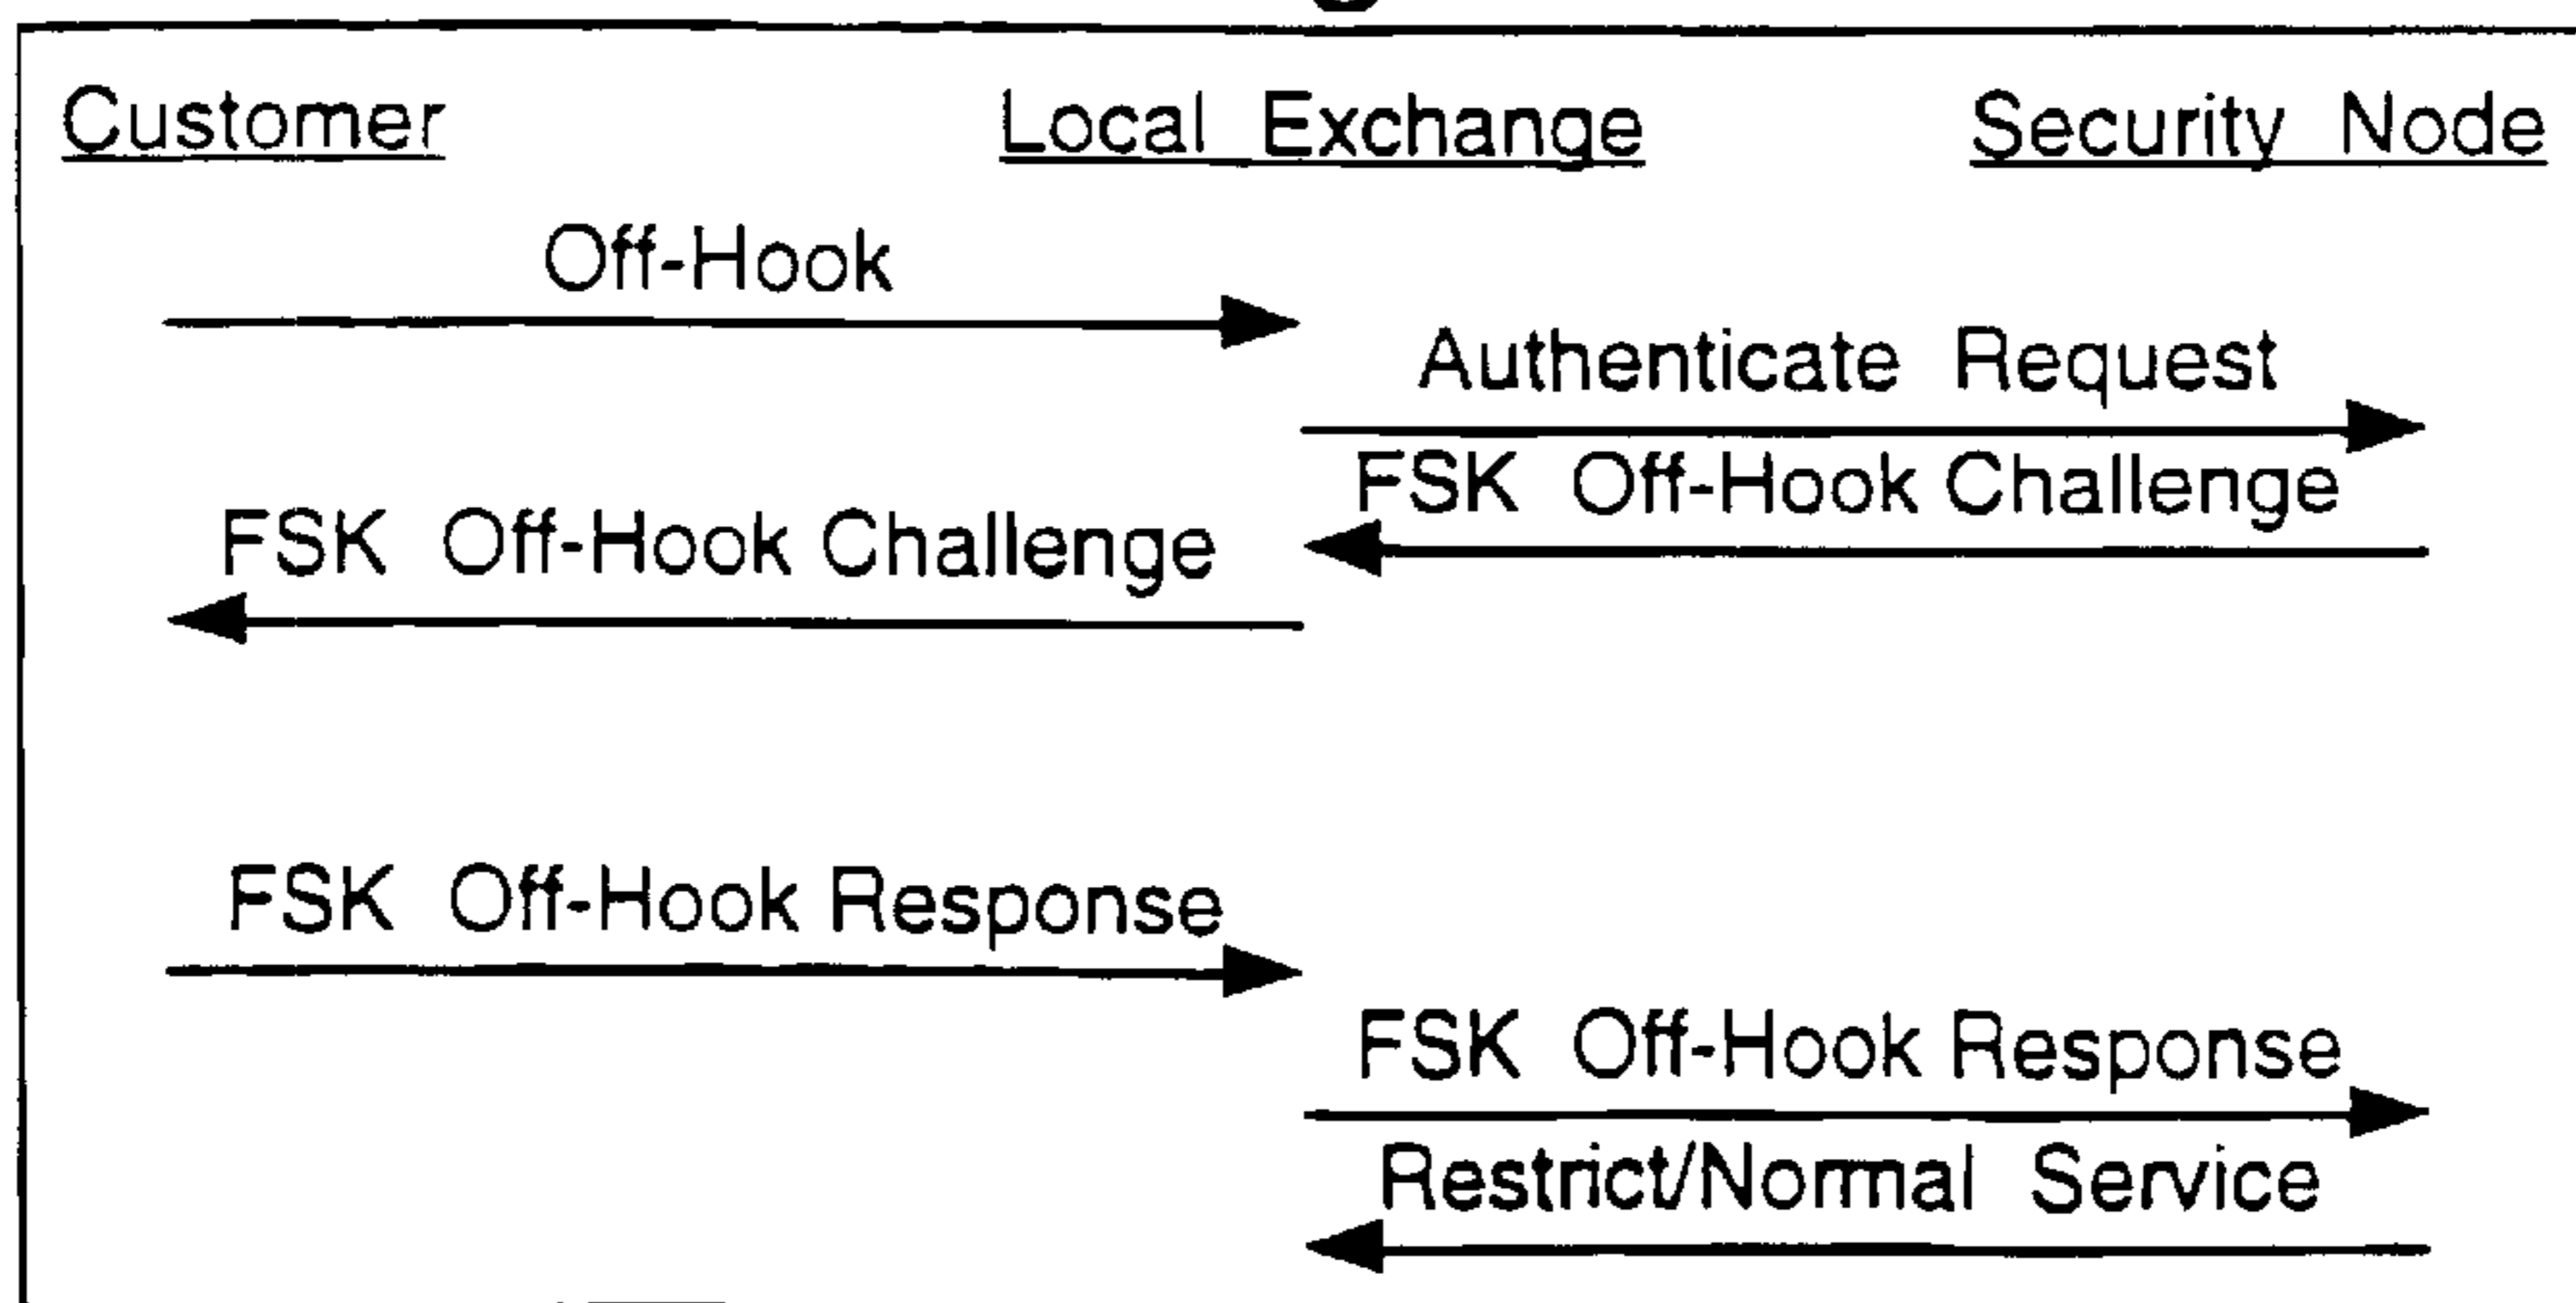 Customer Local Exchange Security Node
Off-Hook
Authenticate Request
FSK Off-Hook Challenge
FSK Off-Hook Challenge
FSK Off-Hook Response
FSK Off-Hook Response
Restrict/Normal Service